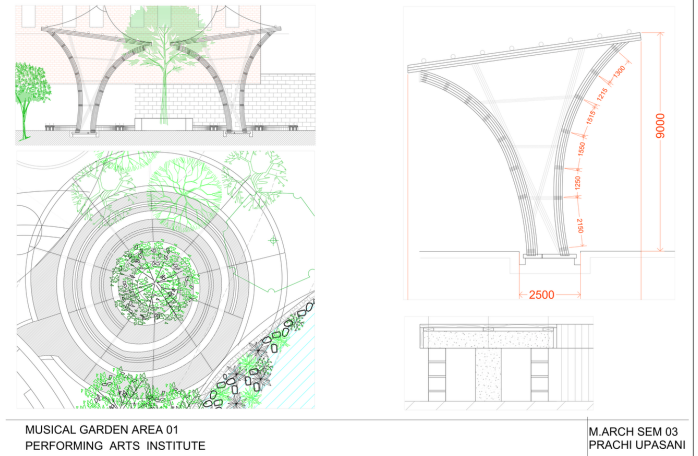 1300
1215
1515
1550
1250
2150
9000
2500
MUSICAL GARDEN AREA 01
PERFORMING ARTS INSTITUTE
M.ARCH SEM 03
PRACHI UPASANI